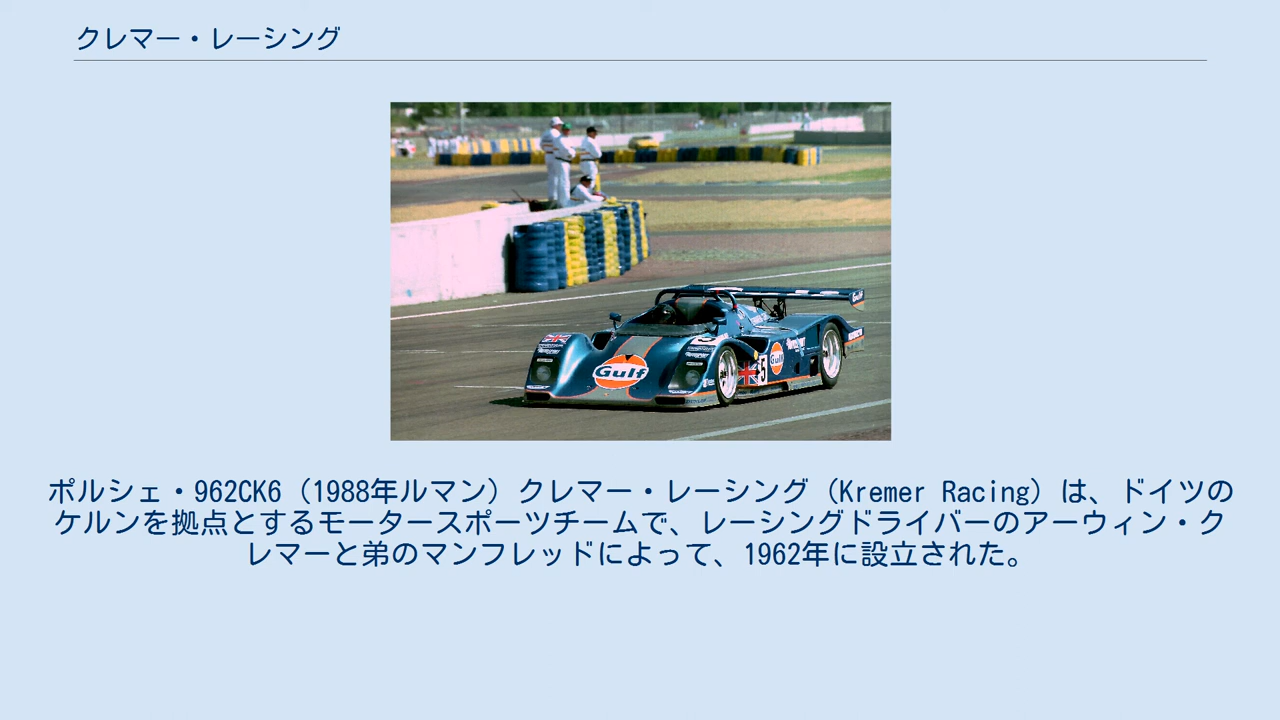 クレマー・レーシング
Gulf
5
Gulf
ポルシェ・962CK6（1988年ルマン）クレマー・レーシング（Kremer Racing）は、ドイツの
ケルンを拠点とするモータースポーツチームで、レーシングドライバーのアーウィン・ク
レマーと弟のマンフレッドによって、1962年に設立された。